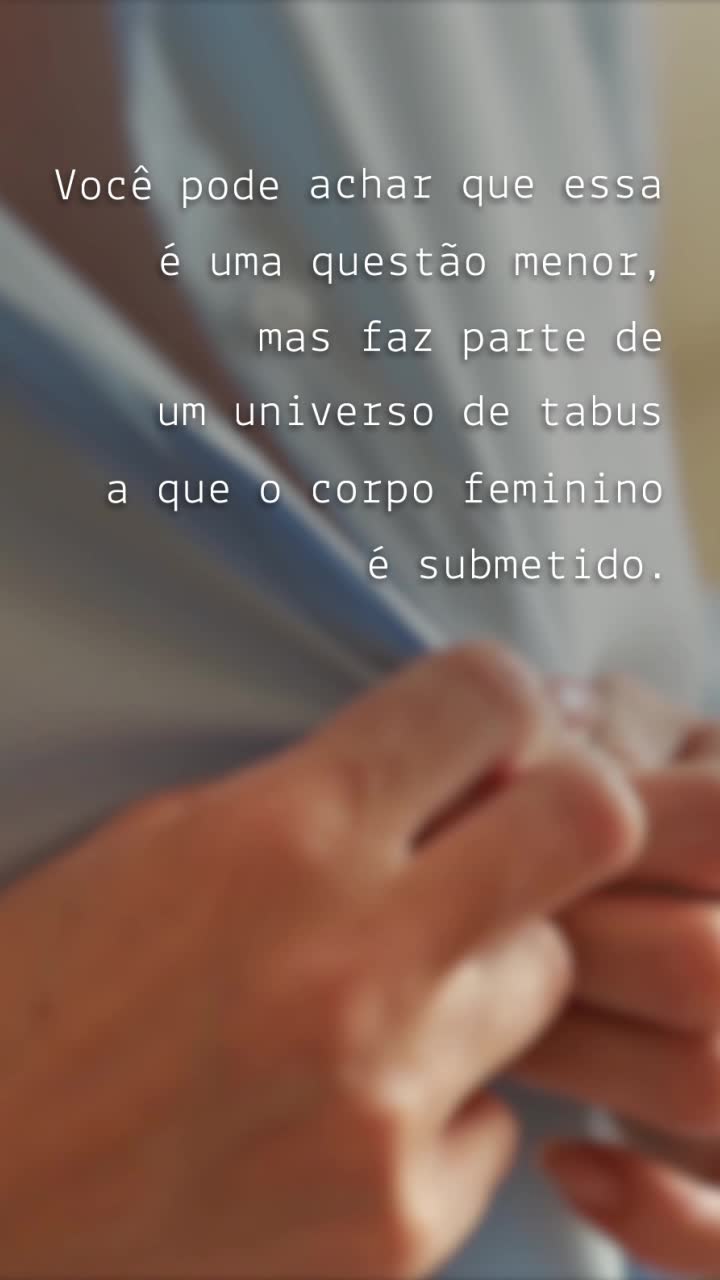 Você pode achar que essa
é uma questão menor,
mas faz parte de
um universo de tabus
a que o corpo feminino
é submetido.